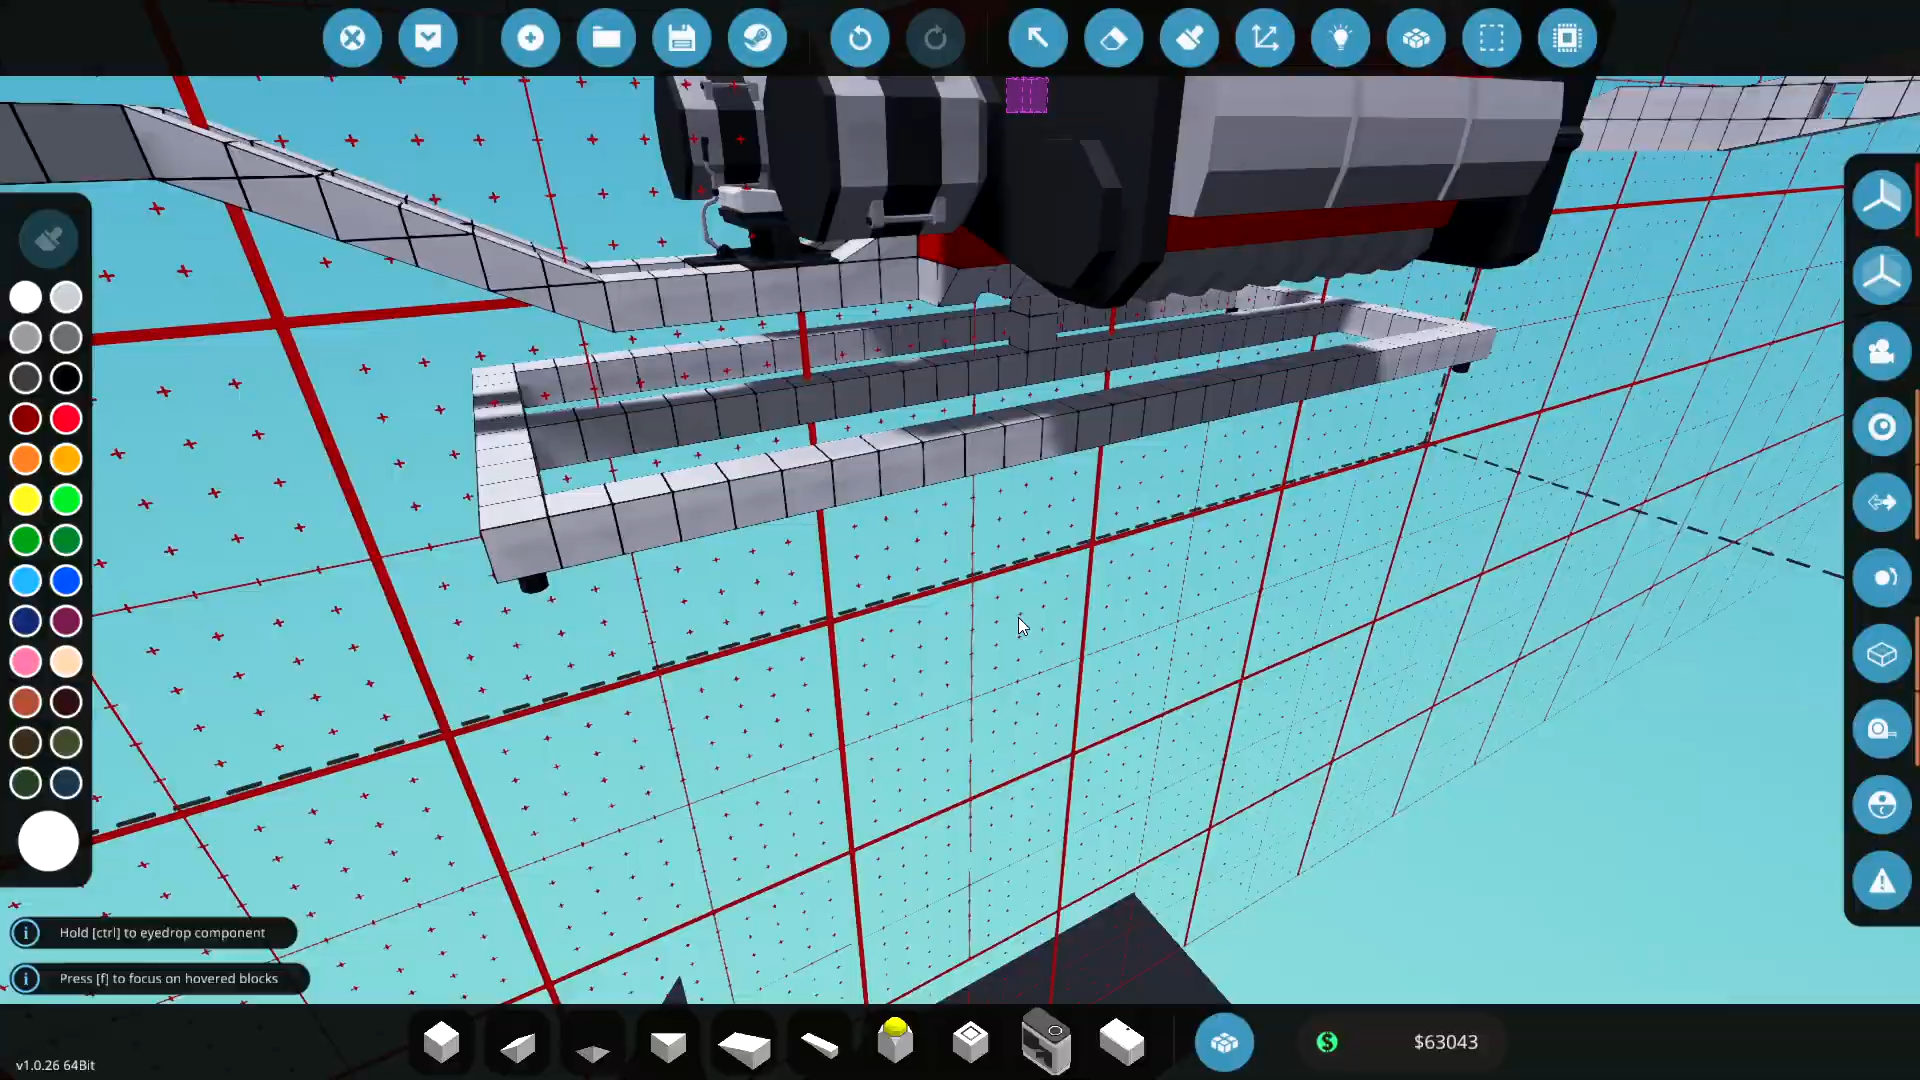 Hold [ctrl] to eyedrop component
Press [f] to focus on hovered blocks
v1.0.26 64Bit
$63043